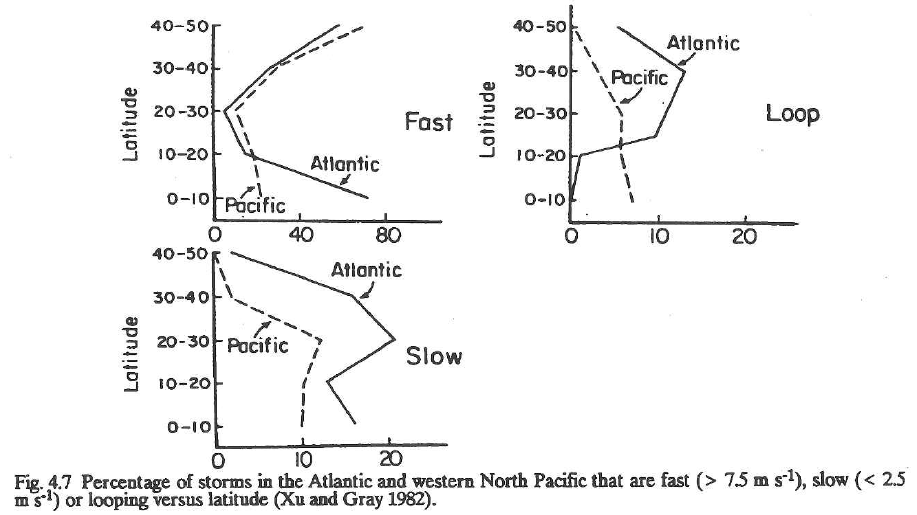 40-50
30-40
20-30
10-20
0-10
Latitude
Fast
Atlantic
Pacific
0 40 80
40-50
30-40
20-30
10-20
0-10
Latitude
Atlantic
Pacific
Loop
0 10 20
40-50
30-40
20-30
10-20
0-10
Latitude
Atlantic
Pacific
Slow
0 10 20
Fig. 4.7 Percentage of storms in the Atlantic and western North Pacific that are fast (> 7.5 m s-1), slow (< 2.5
m s-1) or looping versus latitude (Xu and Gray 1982).